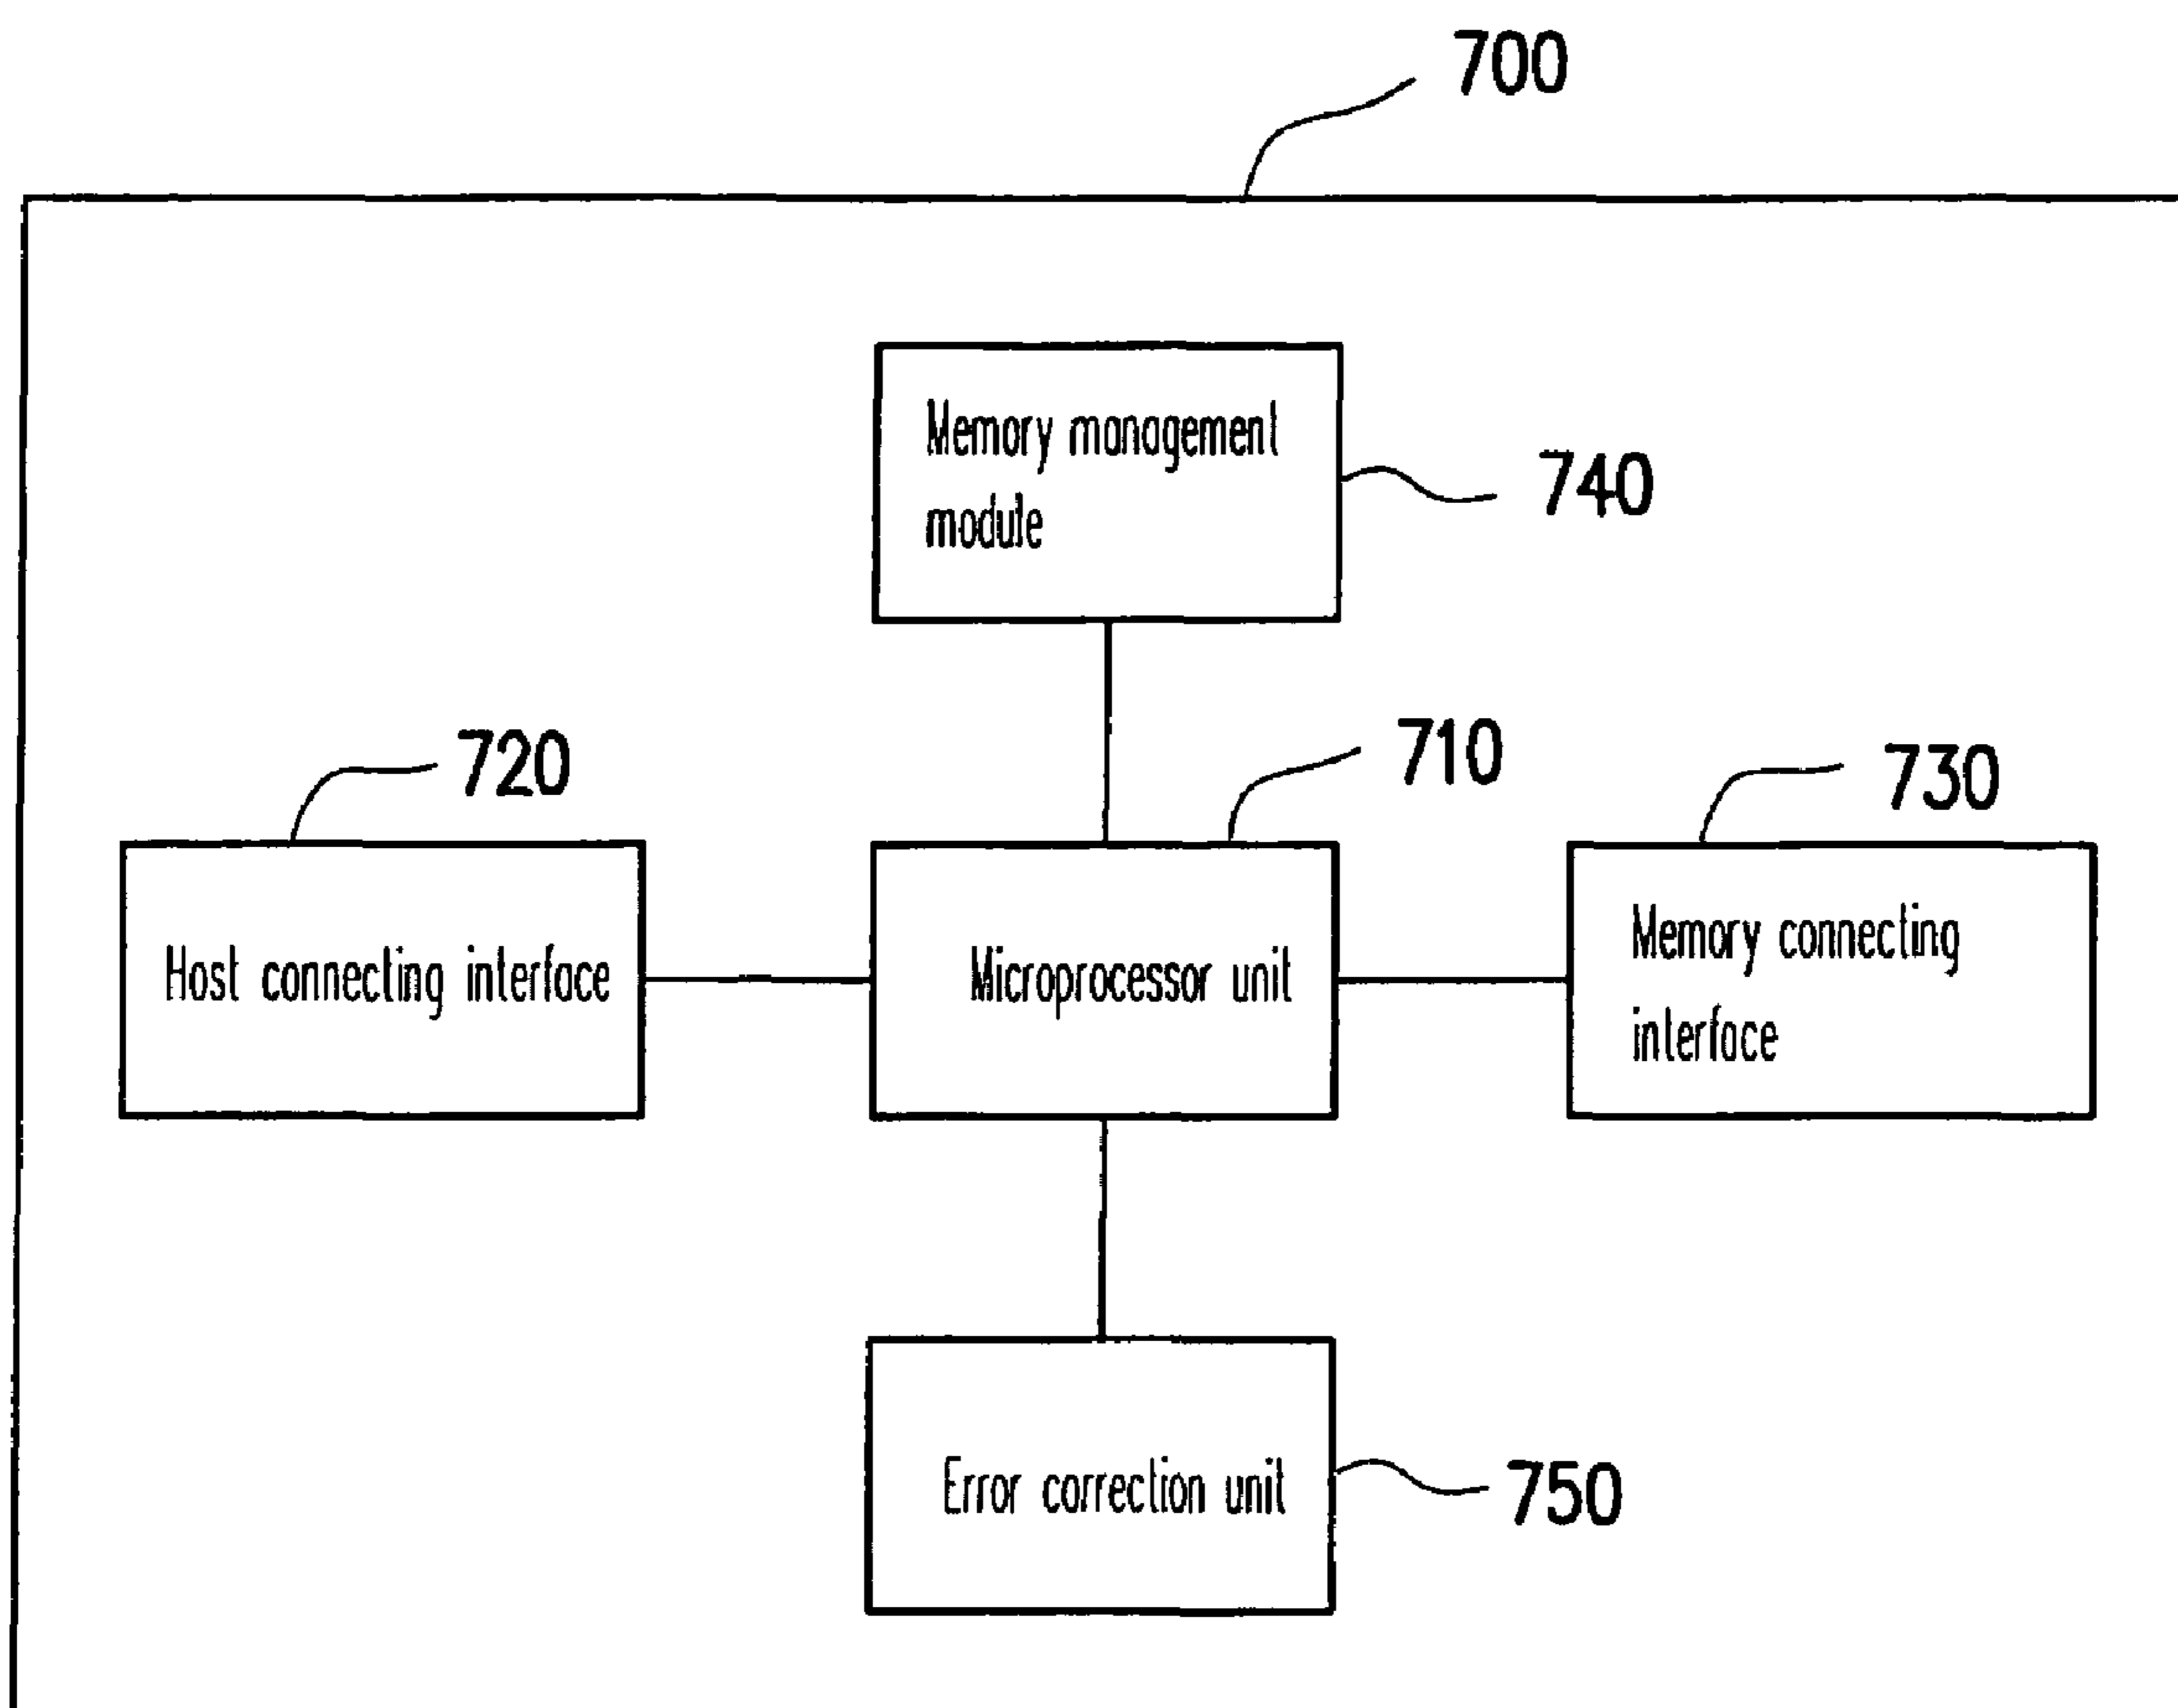 700
Memory management
module
740
720
710
730
Host connecting interface
Microprocessor unit
Memory connecting
interface
Error correction unit
750